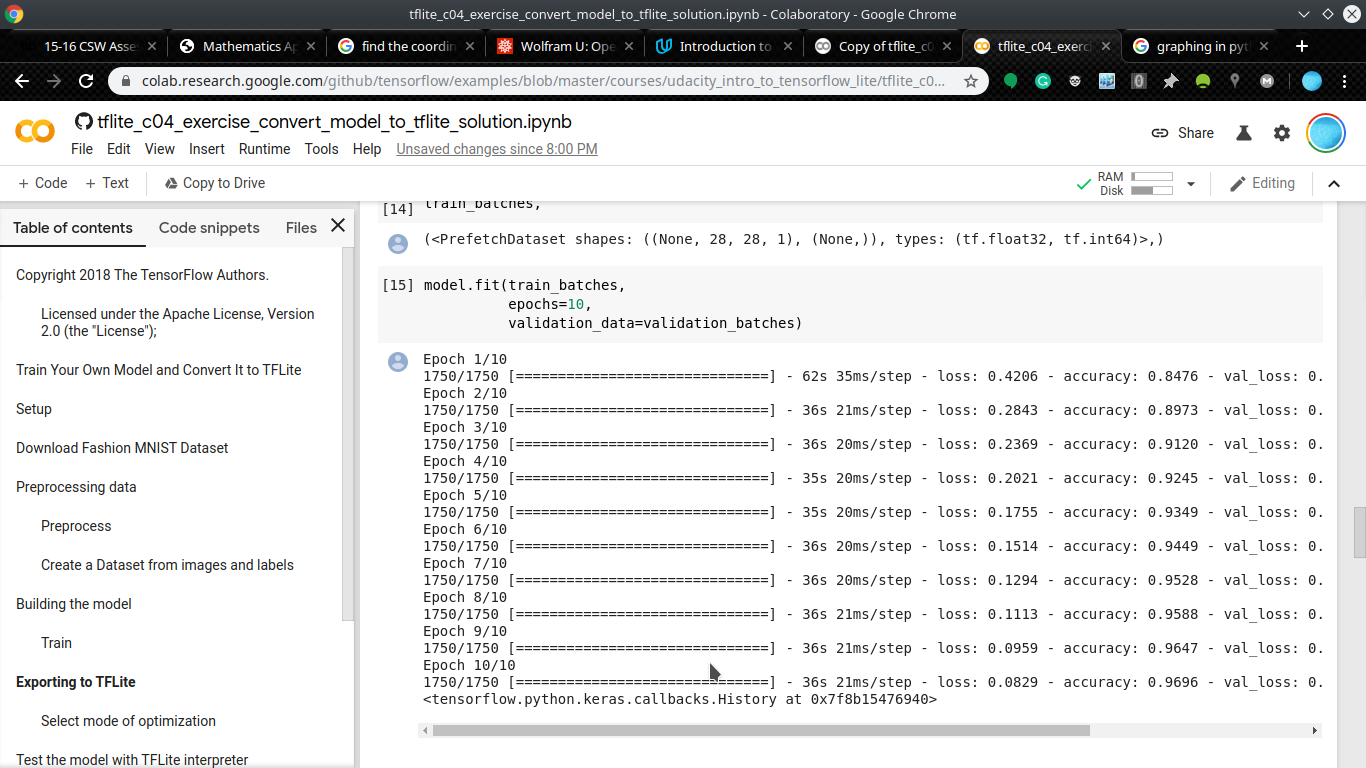 tflite_c04_exercise_convert_model_to_tflite_solution.ipynb - Colaboratory - Google Chrome
15-16 CSW Asse
Mathematics Ap
find the coordin
Wolfram U: Ope
Introduction to
Copy of tflite_c0
tflite_c04_exerc
graphing in pyt
colab.research.google.com/github/tensorflow/examples/blob/master/courses/udacity_intro_to_tensorflow_lite/tflite_c0...
tflite_c04_exercise_convert_model_to_tflite_solution.ipynb
Share
File Edit View Insert Runtime Tools Help Unsaved changes since 8:00 PM
+ Code + Text Copy to Drive
RAM
Disk
Editing
Table of contents Code snippets Files
Copyright 2018 The TensorFlow Authors.
Licensed under the Apache License, Version
2.0 (the "License");
Train Your Own Model and Convert It to TFLite
Setup
Download Fashion MNIST Dataset
Preprocessing data
Preprocess
Create a Dataset from images and labels
Building the model
Train
Exporting to TFLite
Select mode of optimization
Test the model with TFLite interpreter
[14] train_batches,
(<PrefetchDataset shapes: ((None, 28, 28, 1), (None,)), types: (tf.float32, tf.int64)>,)
[15] model.fit(train_batches,
epochs=10,
validation_data=validation_batches)
Epoch 1/10
1750/1750 [==============================] - 62s 35ms/step - loss: 0.4206 - accuracy: 0.8476 - val_loss: 0.
Epoch 2/10
1750/1750 [==============================] - 36s 21ms/step - loss: 0.2843 - accuracy: 0.8973 - val_loss: 0.
Epoch 3/10
1750/1750 [==============================] - 36s 20ms/step - loss: 0.2369 - accuracy: 0.9120 - val_loss: 0.
Epoch 4/10
1750/1750 [==============================] - 35s 20ms/step - loss: 0.2021 - accuracy: 0.9245 - val_loss: 0.
Epoch 5/10
1750/1750 [==============================] - 35s 20ms/step - loss: 0.1755 - accuracy: 0.9349 - val_loss: 0.
Epoch 6/10
1750/1750 [==============================] - 36s 20ms/step - loss: 0.1514 - accuracy: 0.9449 - val_loss: 0.
Epoch 7/10
1750/1750 [==============================] - 36s 20ms/step - loss: 0.1294 - accuracy: 0.9528 - val_loss: 0.
Epoch 8/10
1750/1750 [==============================] - 36s 21ms/step - loss: 0.1113 - accuracy: 0.9588 - val_loss: 0.
Epoch 9/10
1750/1750 [==============================] - 36s 21ms/step - loss: 0.0959 - accuracy: 0.9647 - val_loss: 0.
Epoch 10/10
1750/1750 [==============================] - 36s 21ms/step - loss: 0.0829 - accuracy: 0.9696 - val_loss: 0.
<tensorflow.python.keras.callbacks.History at 0x7f8b15476940>